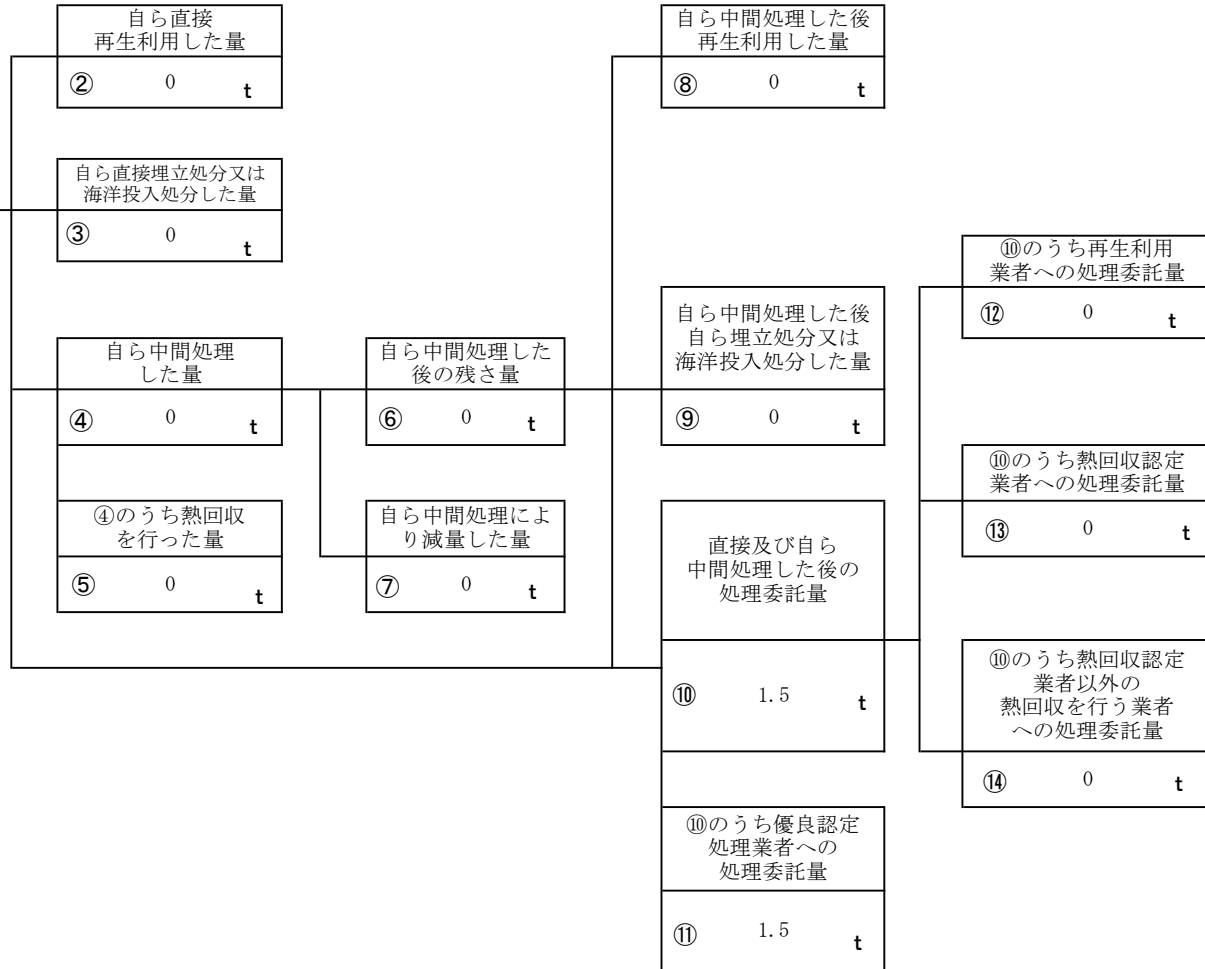 自ら直接
再生利用した量
② 0 t
自ら直接埋立処分又は
海洋投入処分した量
③ 0 t
自ら中間処理
した量
④ 0 t
④のうち熱回収
を行った量
⑤ 0 t
自ら中間処理した
後の残さ量
⑥ 0 t
自ら中間処理によ
り減量した量
⑦ 0 t
自ら中間処理した後
再生利用した量
⑧ 0 t
自ら中間処理した後
自ら埋立処分又は
海洋投入処分した量
⑨ 0 t
直接及び自ら
中間処理した後の
処理委託量
⑩ 1.5 t
⑩のうち優良認定
処理業者への
処理委託量
⑪ 1.5 t
⑩のうち再生利用
業者への処理委託量
⑫ 0 t
⑩のうち熱回収認定
業者への処理委託量
⑬ 0 t
⑩のうち熱回収認定
業者以外の
熱回収を行う業者
への処理委託量
⑭ 0 t